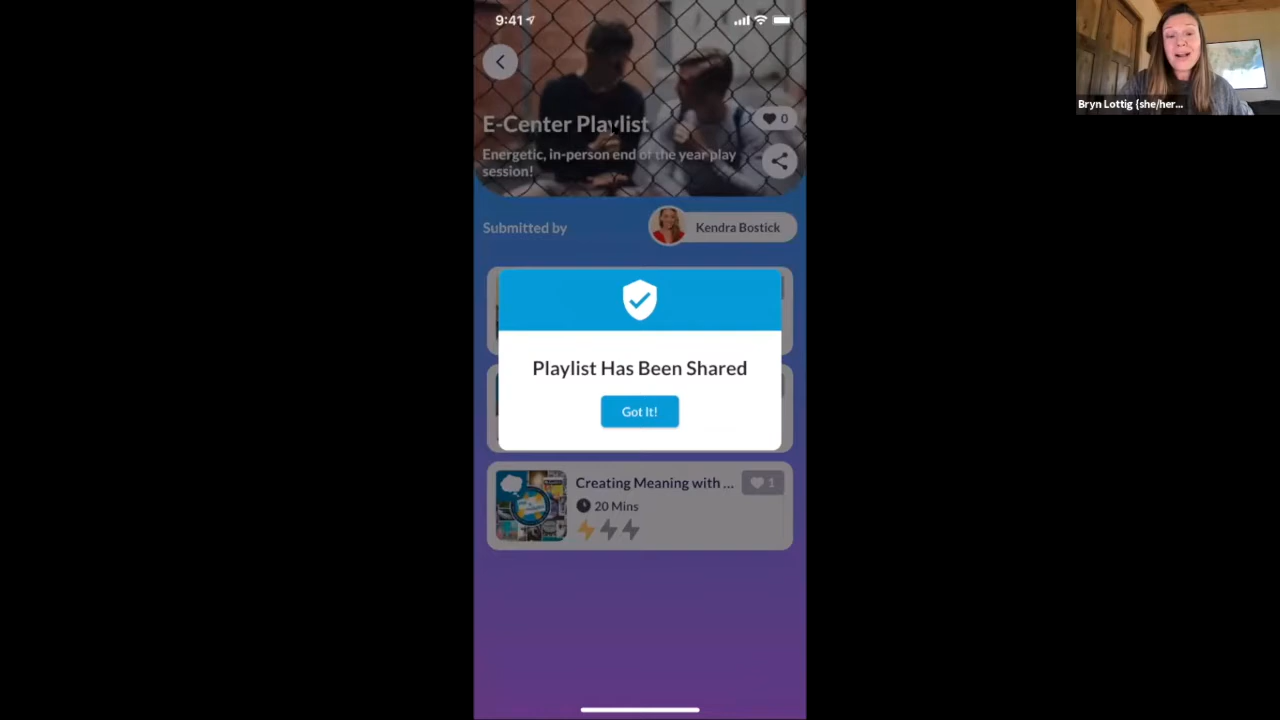 9:41
E-Center Playlist
0
Energetic, in-person end of the year play
session!
Submitted by
Kendra Bostick
Playlist Has Been Shared
Got It!
Creating Meaning with ...
1
20 Mins
Bryn Lottig {she/her...